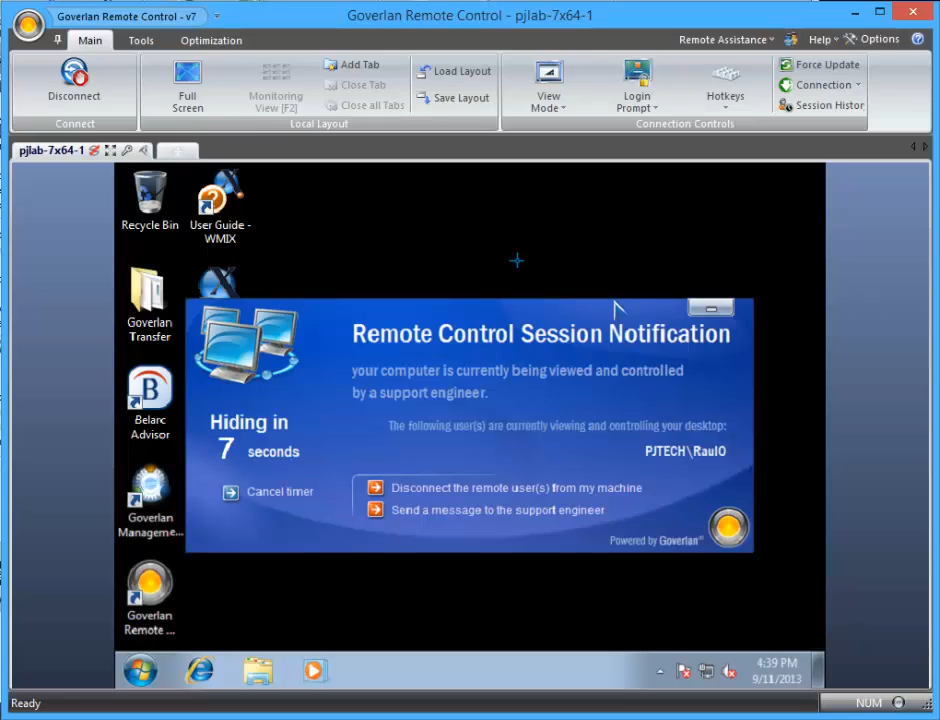 Goverlan Remote Control - v7
Goverlan Remote Control - pjlab-7x64-1
Main
Tools
Optimization
Remote Assistance
Help
Options
Disconnect
Full
Screen
Monitoring
View [F2]
Add Tab
Close Tab
Close all Tabs
Load Layout
Save Layout
View
Mode
Login
Prompt
Hotkeys
Force Update
Connection
Session Histor
Connect
Local Layout
Connection Controls
pjlab-7x64-1
Recycle Bin
User Guide -
WMIX
Goverlan
Transfer
Belarc
Advisor
Goverlan
Manageme...
Goverlan
Remote ...
Remote Control Session Notification
your computer is currently being viewed and controlled
by a support engineer.
Hiding in
7 seconds
The following user(s) are currently viewing and controlling your desktop:
PJTECH\RaulO
Cancel timer
Disconnect the remote user(s) from my machine
Send a message to the support engineer
Powered by Goverlan
4:39 PM
9/11/2013
Ready
NUM